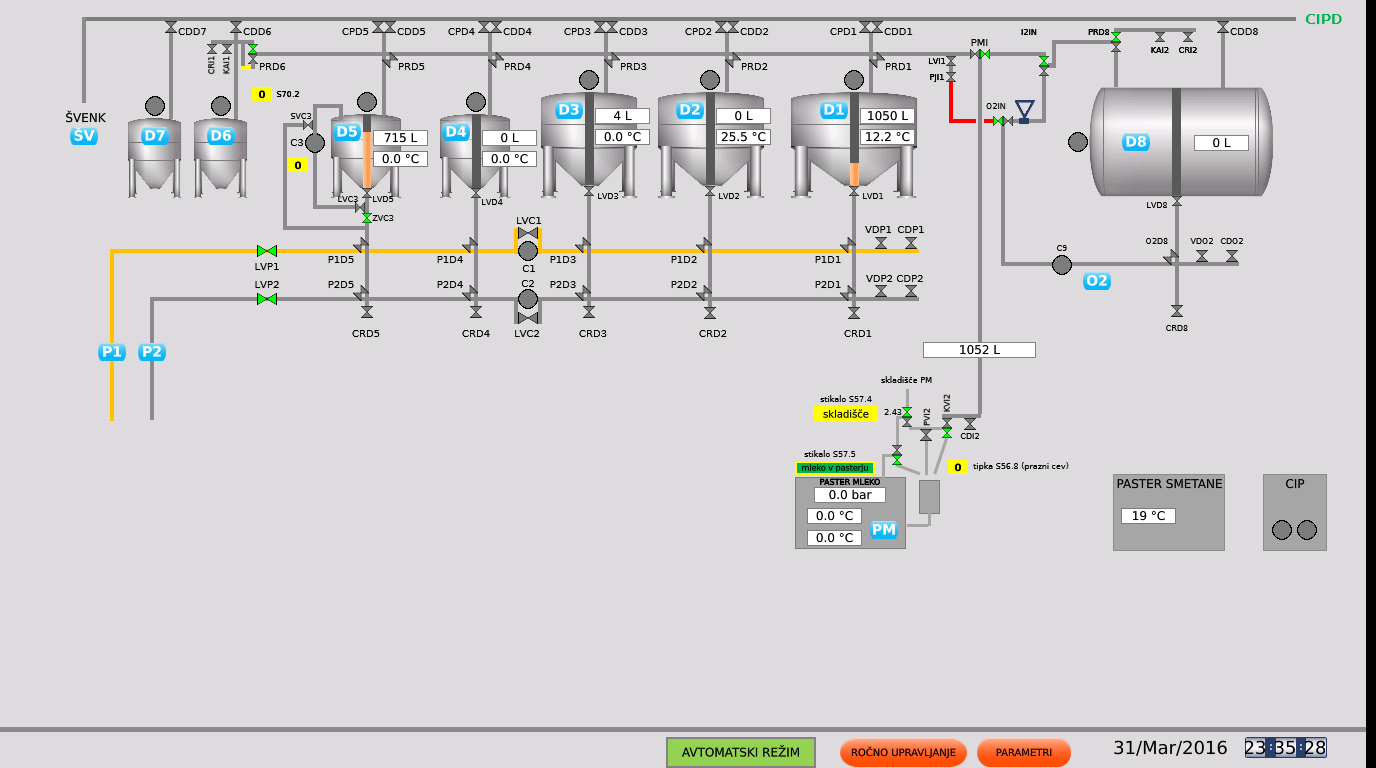 CIPD
CDD7
CDD6
CPD5
CDD5
CPD4
CDD4
CPD3
CDD3
CPD2
CDD2
CPD1
CDD1
I2IN
PRD8
CDD8
PMI
KAI2
CRI2
CRI1
KAI1
PRD6
PRD5
PRD4
PRD3
PRD2
PRD1
LVI1
PJI1
0
S70.2
O2IN
ŠVENK
ŠV
D7
D6
SVC3
C3
0
D5
715 L
0.0 °C
D4
0 L
0.0 °C
D3
4 L
0.0 °C
D2
0 L
25.5 °C
D1
1050 L
12.2 °C
D8
0 L
LVC3
LVD5
LVD4
LVD3
LVD2
LVD1
LVD8
ZVC3
LVC1
VDP1
CDP1
C9
O2D8
VDO2
CDO2
LVP1
P1D5
P1D4
C1
P1D3
P1D2
P1D1
O2
LVP2
P2D5
P2D4
C2
P2D3
P2D2
P2D1
VDP2
CDP2
CRD5
CRD4
LVC2
CRD3
CRD2
CRD1
CRD8
P1
P2
1052 L
skladišče PM
stikalo S57.4
skladišče
2.43
PVI2
KVI2
CDI2
stikalo S57.5
mleko v pasterju
0
tipka S56.8 (prazni cev)
PASTER MLEKO
0.0 bar
0.0 °C
0.0 °C
PM
PASTER SMETANE
19 °C
CIP
AVTOMATSKI REŽIM
ROČNO UPRAVLJANJE
PARAMETRI
31/Mar/2016
23:35:28